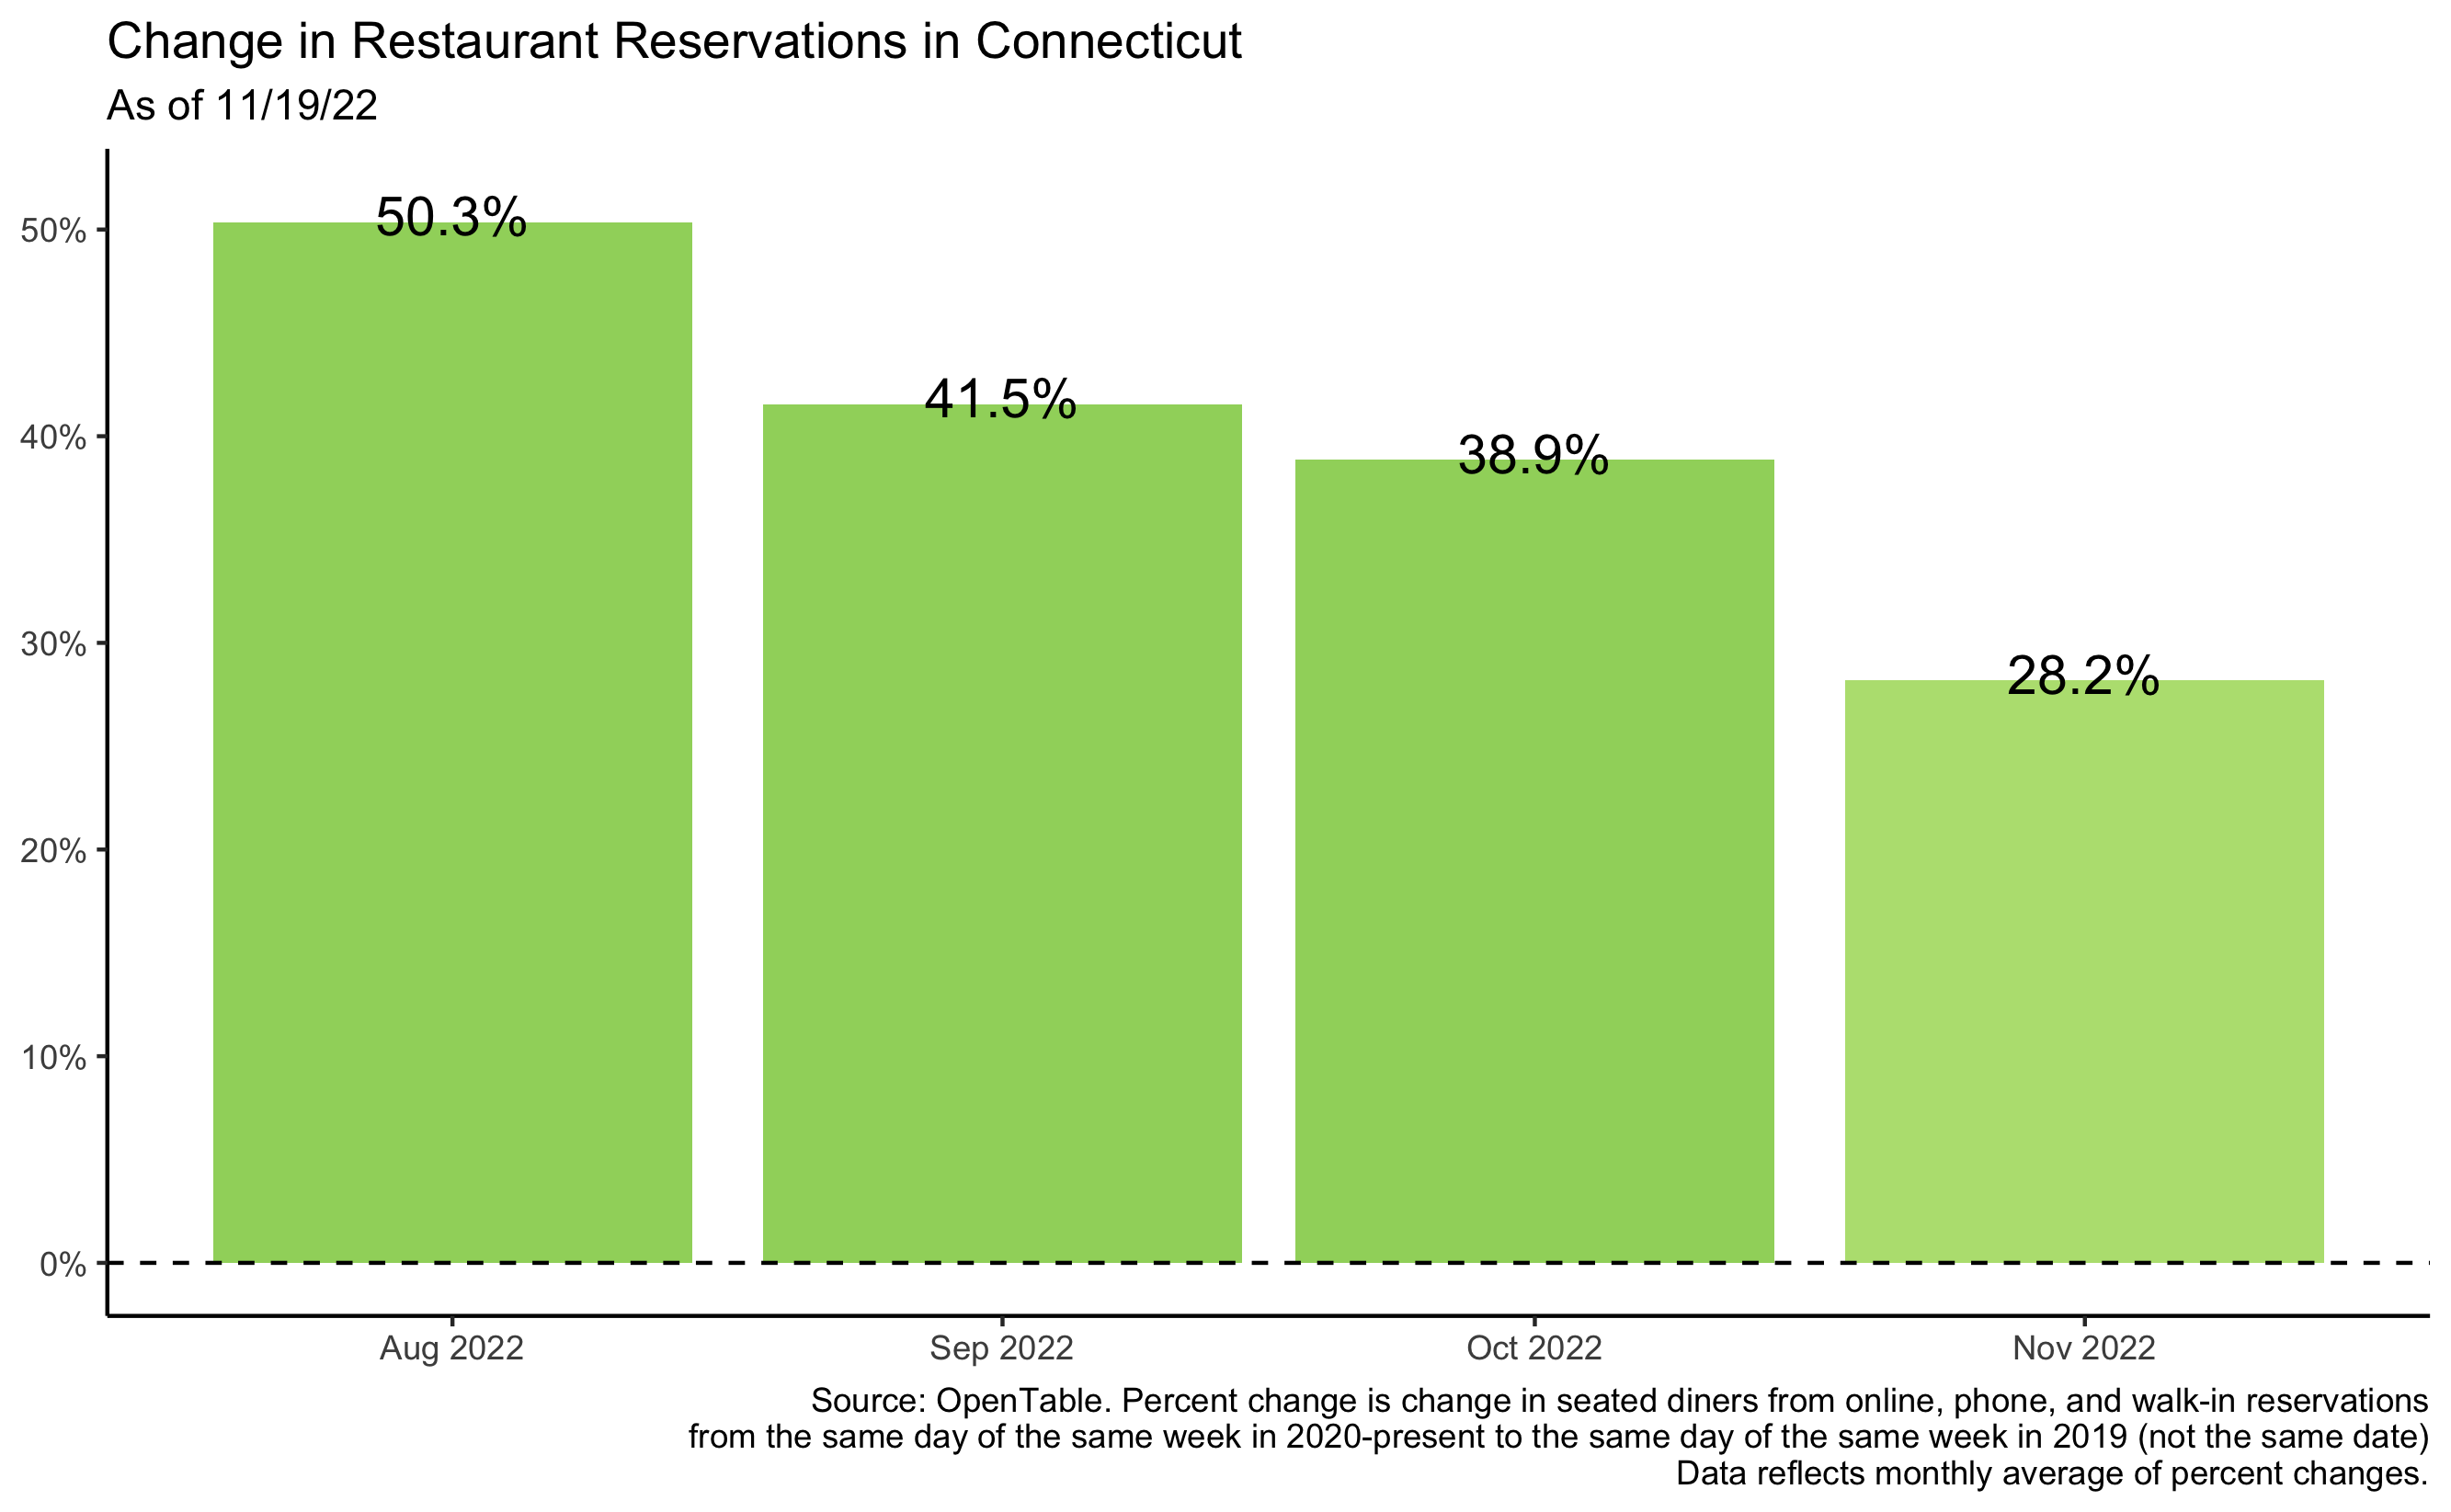 Change in Restaurant Reservations in Connecticut
As of 11/19/22
50%
40%
30%
20%
10%
0%
50.3%
41.5%
38.9%
28.2%
Aug 2022
Sep 2022
Oct 2022
Nov 2022
Source: OpenTable. Percent change is change in seated diners from online, phone, and walk-in reservations
from the same day of the same week in 2020-present to the same day of the same week in 2019 (not the same date)
Data reflects monthly average of percent changes.